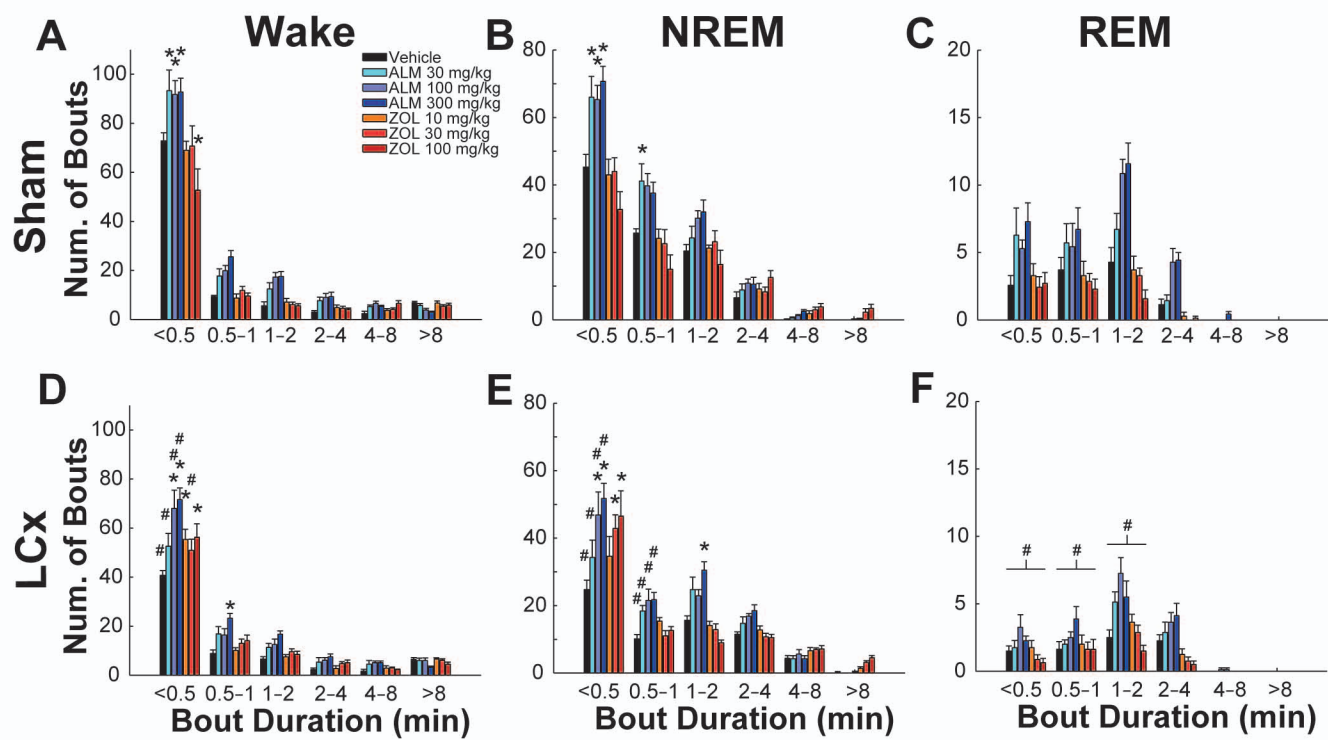 A Wake B NREM C REM
Sham
Num. of Bouts
Vehicle
ALM 30 mg/kg
ALM 100 mg/kg
ALM 300 mg/kg
ZOL 10 mg/kg
ZOL 30 mg/kg
ZOL 100 mg/kg
100
80
60
40
20
0
* * * *
<0.5 0.5–1 1–2 2–4 4–8 >8
80
60
40
20
0
* * * *
<0.5 0.5–1 1–2 2–4 4–8 >8
20
15
10
5
0
<0.5 0.5–1 1–2 2–4 4–8 >8
D E F
LCx
Num. of Bouts
100
80
60
40
20
0
# # # # # * * * * *
<0.5 0.5–1 1–2 2–4 4–8 >8
Bout Duration (min)
80
60
40
20
0
# # # # * * * * # # # # *
<0.5 0.5–1 1–2 2–4 4–8 >8
Bout Duration (min)
20
15
10
5
0
# # #
<0.5 0.5–1 1–2 2–4 4–8 >8
Bout Duration (min)